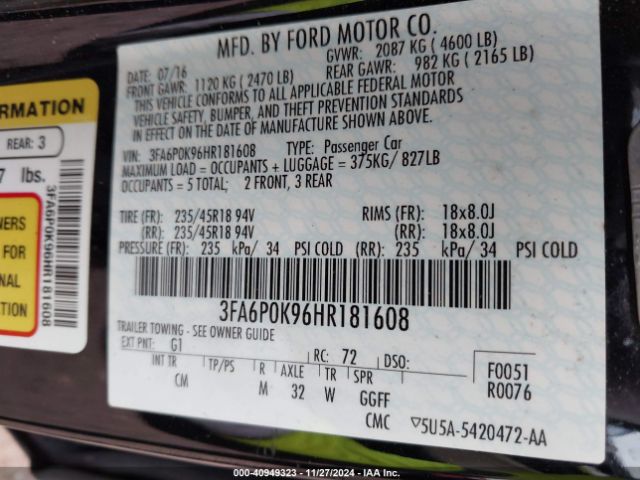 MFD. BY FORD MOTOR CO.
DATE: 07/16
GVWR: 2087 KG ( 4600 LB)
FRONT GAWR: 1120 KG ( 2470 LB)
REAR GAWR: 982 KG ( 2165 LB)
THIS VEHICLE CONFORMS TO ALL APPLICABLE FEDERAL MOTOR
VEHICLE SAFETY, BUMPER, AND THEFT PREVENTION STANDARDS
IN EFFECT ON THE DATE OF MANUFACTURE SHOWN ABOVE.
VIN: 3FA6P0K96HR181608 TYPE: Passenger Car
MAXIMUM LOAD = OCCUPANTS + LUGGAGE = 375KG/ 827LB
OCCUPANTS = 5 TOTAL; 2 FRONT, 3 REAR
TIRE (FR): 235/45R18 94V RIMS (FR): 18x8.0J
(RR): 235/45R18 94V (RR): 18x8.0J
PRESSURE (FR): 235 kPa/ 34 PSI COLD (RR): 235 kPa/ 34 PSI COLD
3FA6P0K96HR181608
TRAILER TOWING - SEE OWNER GUIDE
EXT PNT: G1 RC: 72 DSO:
INT TR TP/PS R AXLE TR SPR
CM M 32 W GGFF
CMC
F0051
R0076
▽5U5A-5420472-AA
ORMATION
REAR: 3
7 lbs.
3FA6P0K96HR181608
NERS
FOR
NAL
ATION
000-40949323 - 11/27/2024 - IAA Inc.